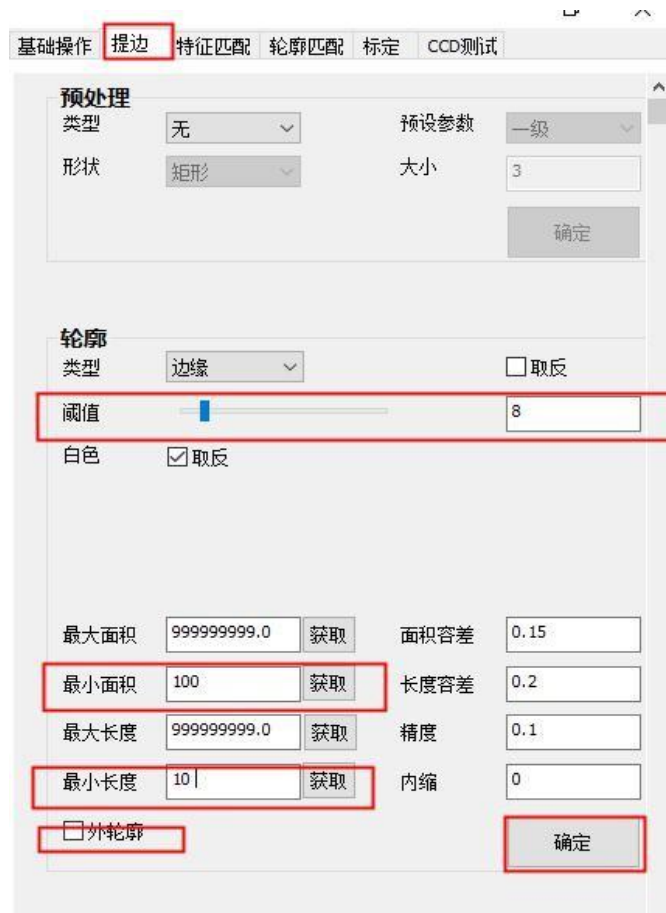 基础操作 提边 特征匹配 轮廓匹配 标定 CCD测试
预处理
类型 无 预设参数 一级
形状 矩形 大小 3
确定
轮廓
类型 边缘 取反
阈值 8
白色 取反
最大面积 999999999.0 获取 面积容差 0.15
最小面积 100 获取 长度容差 0.2
最大长度 999999999.0 获取 精度 0.1
最小长度 10 获取 内缩 0
外轮廓 确定